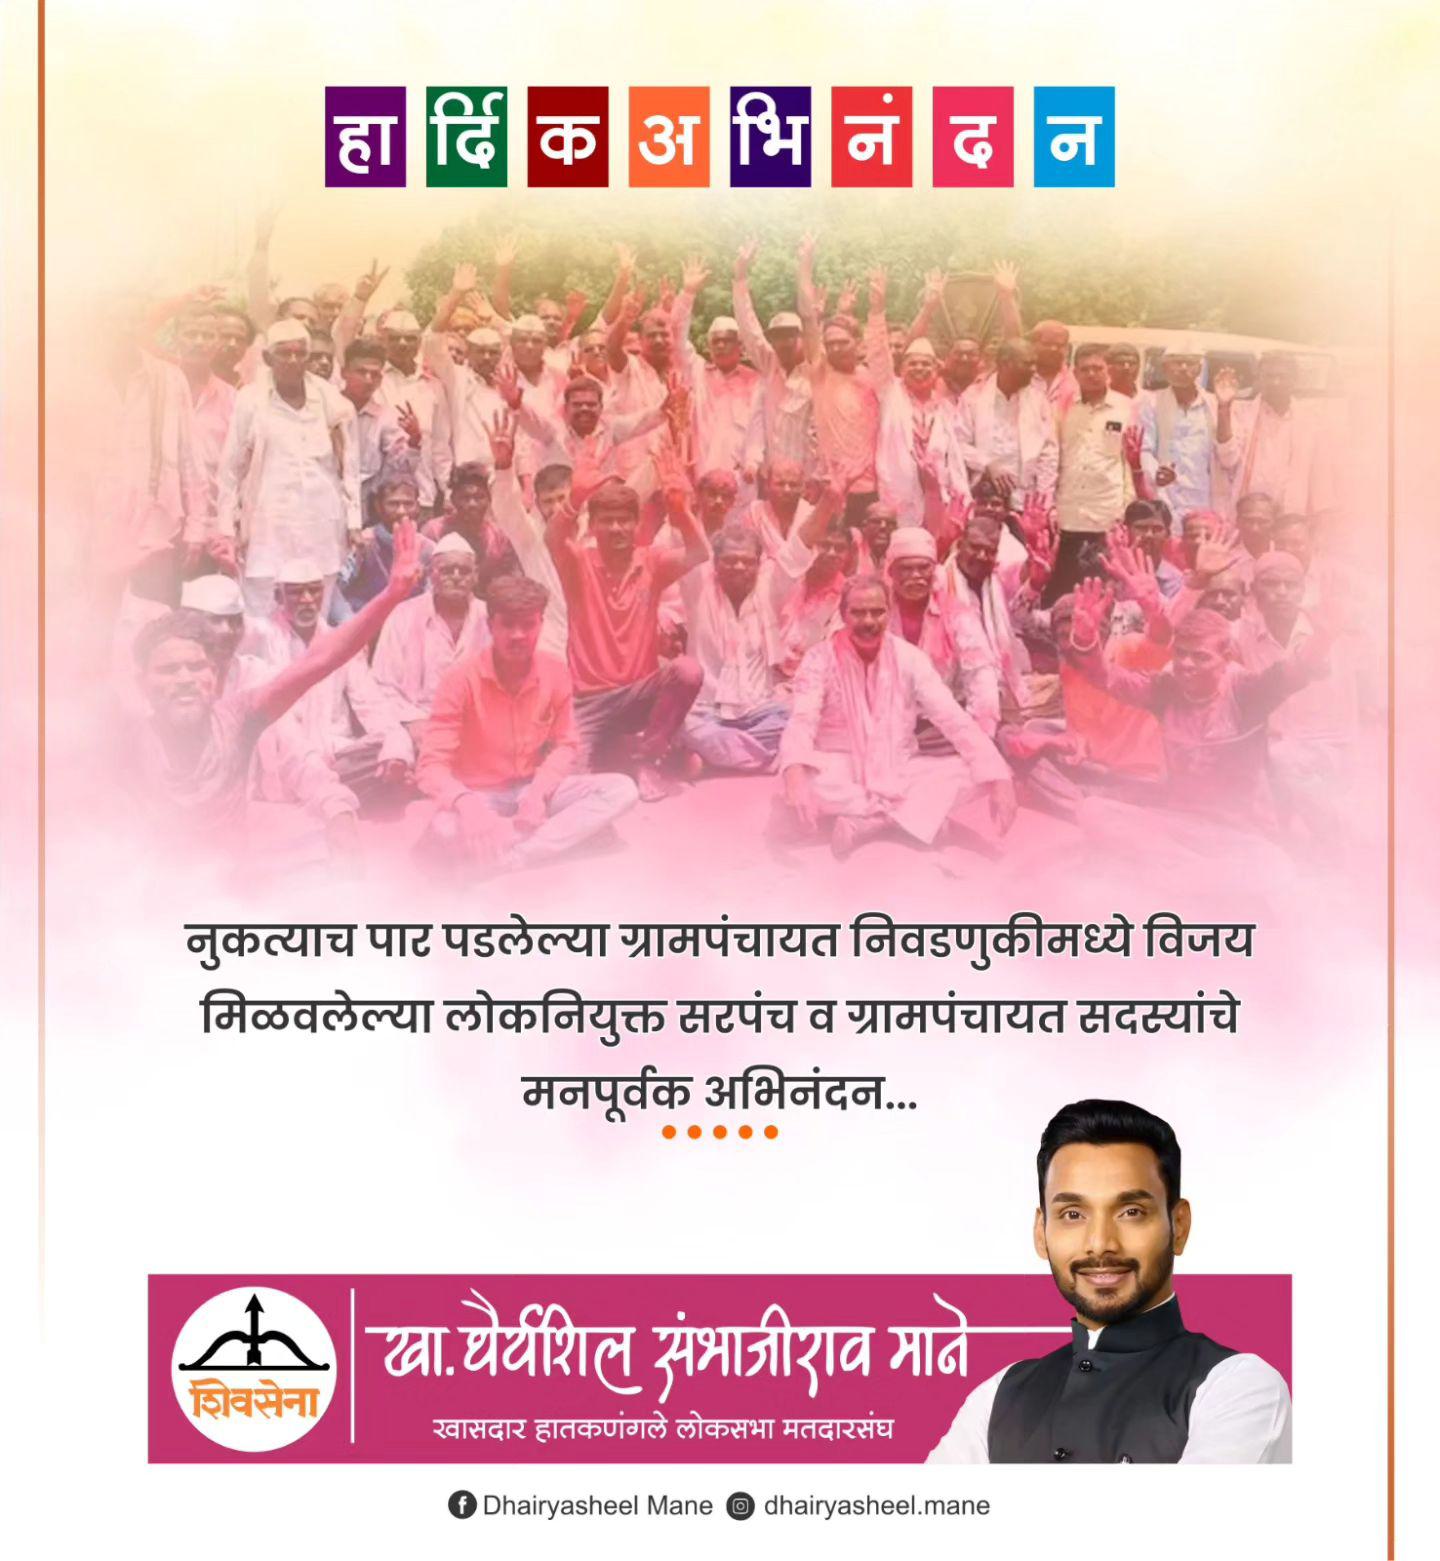 हार्दिक अभिनंदन
नुकत्याच पार पडलेल्या ग्रामपंचायत निवडणुकीमध्ये विजय
मिळवलेल्या लोकनियुक्त सरपंच व ग्रामपंचायत सदस्यांचे
मनपूर्वक अभिनंदन...
शिवसेना
खा. धैर्यशिल संभाजीराव माने
खासदार हातकणंगले लोकसभा मतदारसंघ
Dhairyasheel Mane dhairyasheel.mane